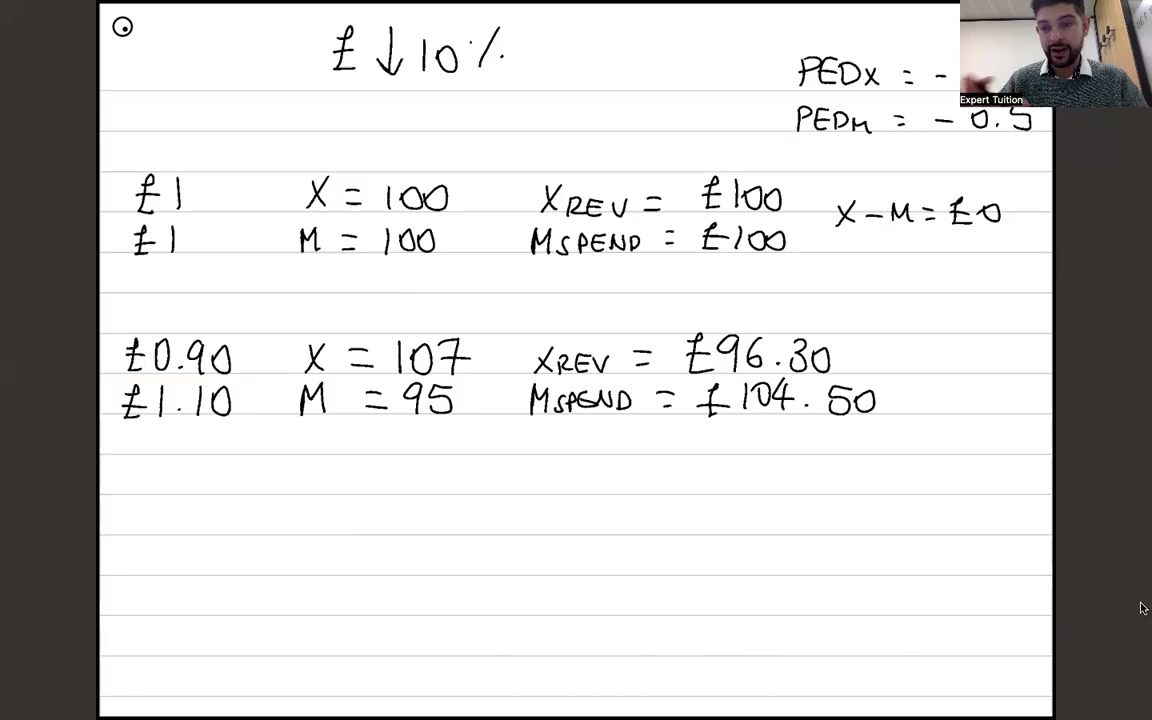 £ ↓ 10%
PEDX = -
Expert Tuition
PEDM = - 0.5
£1 X = 100 XREV = £100
X - M = £0
£1 M = 100 MSPEND = £100
£0.90 X = 107 XREV = £96.30
£1.10 M = 95 MSPEND = £104.50